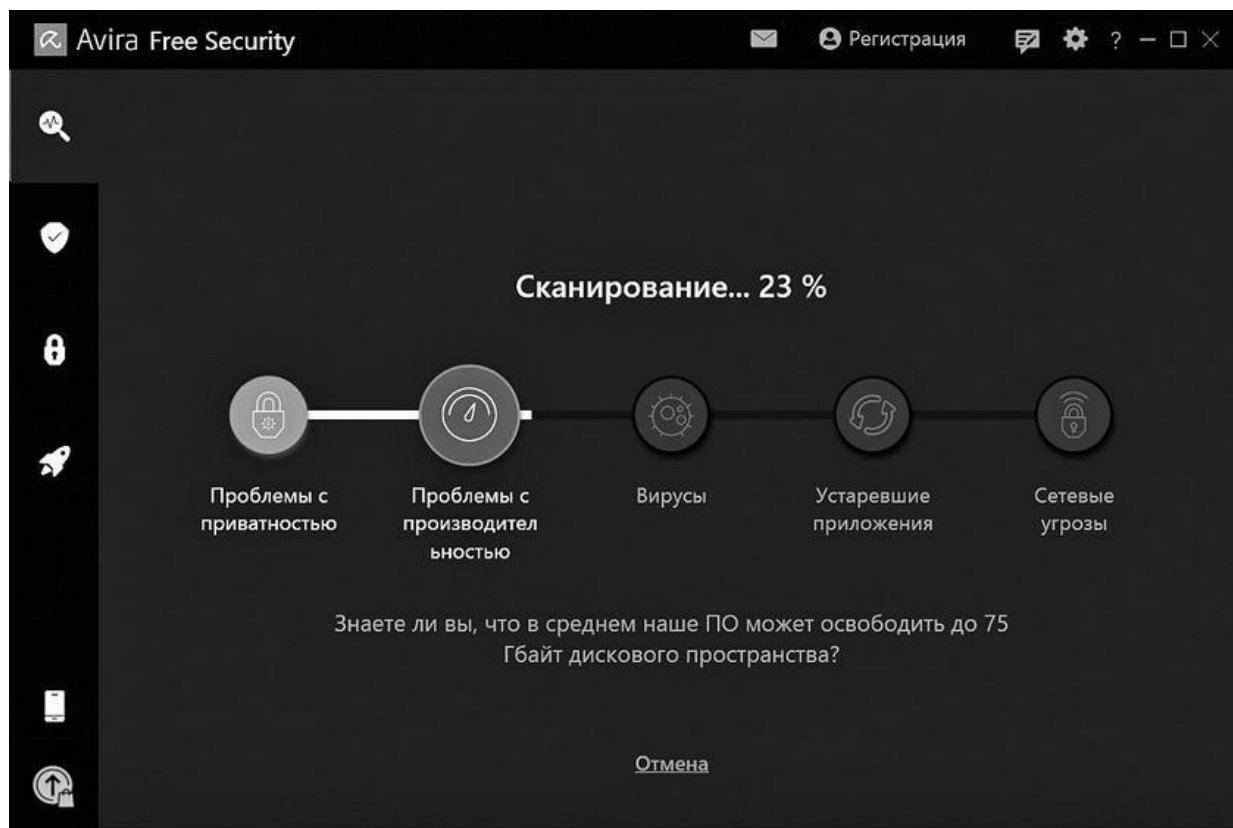 Avira Free Security
Регистрация
?
Сканирование... 23 %
Проблемы с
приватностью
Проблемы с
производител
ьностью
Вирусы
Устаревшие
приложения
Сетевые
угрозы
Знаете ли вы, что в среднем наше ПО может освободить до 75
Гбайт дискового пространства?
Отмена